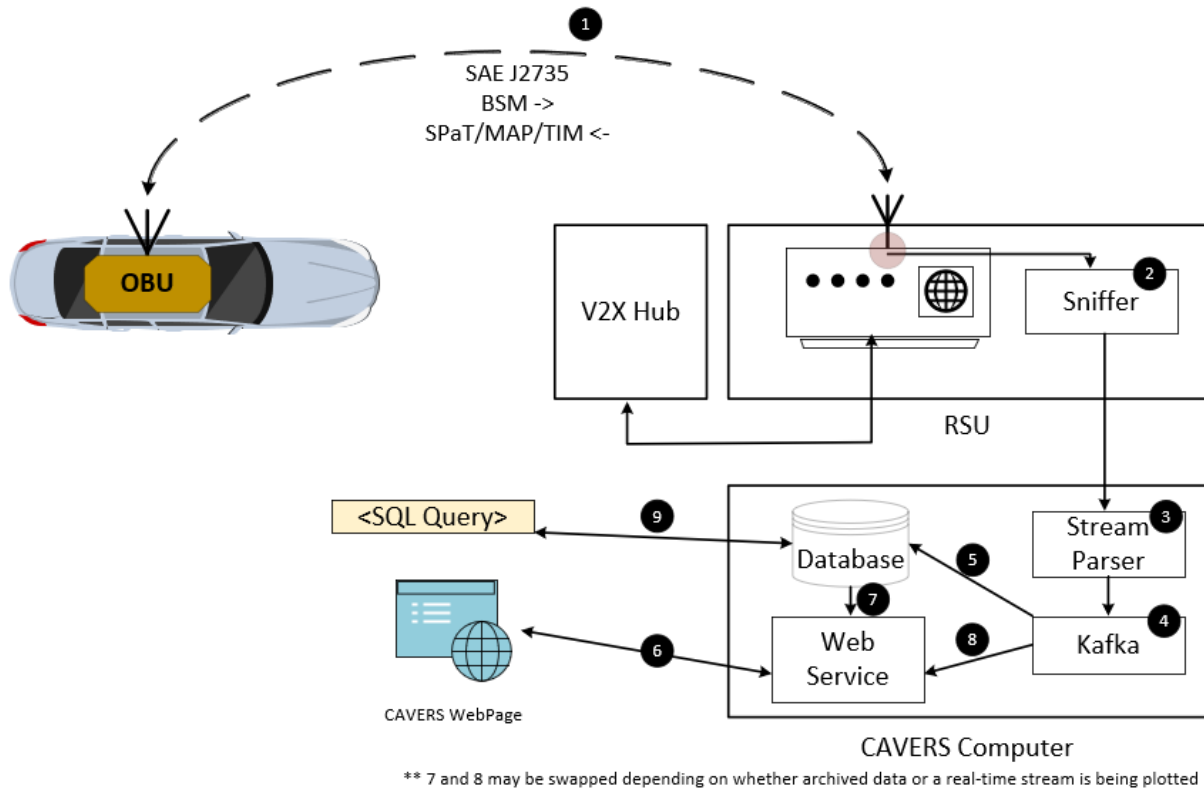 1
SAE J2735
BSM ->
SPaT/MAP/TIM <-
OBU
V2X Hub
2
Sniffer
RSU
<SQL Query>
9
Database
5
3
Stream
Parser
7
4
Kafka
8
Web
Service
6
CAVERS WebPage
CAVERS Computer
** 7 and 8 may be swapped depending on whether archived data or a real-time stream is being plotted